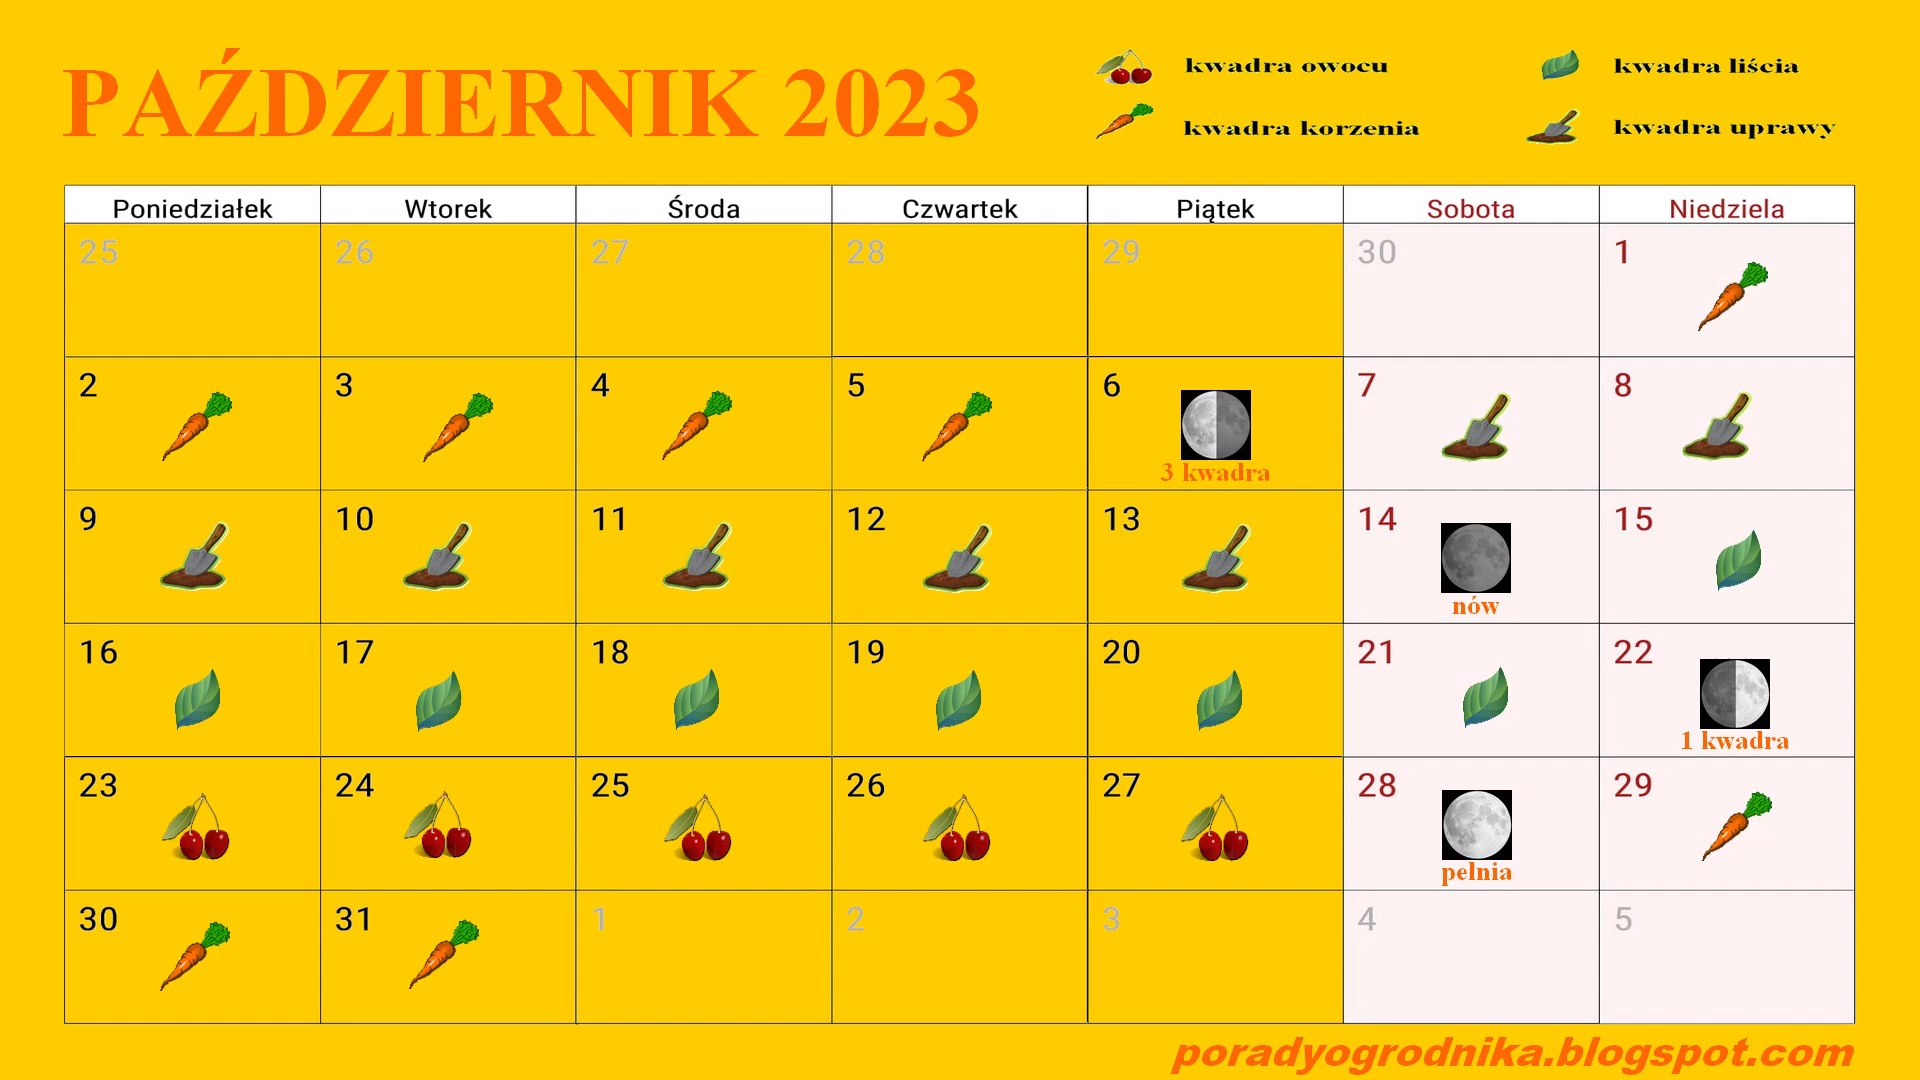 PAŹDZIERNIK 2023
kwadra owocu
kwadra liścia
kwadra korzenia
kwadra uprawy
Poniedziałek Wtorek Środa Czwartek Piątek Sobota Niedziela
25 26 27 28 29 30 1
2 3 4 5 6 7 8
3 kwadra
9 10 11 12 13 14 15
nów
16 17 18 19 20 21 22
1 kwadra
23 24 25 26 27 28 29
pełnia
30 31 1 2 3 4 5
poradyogrodnika.blogspot.com